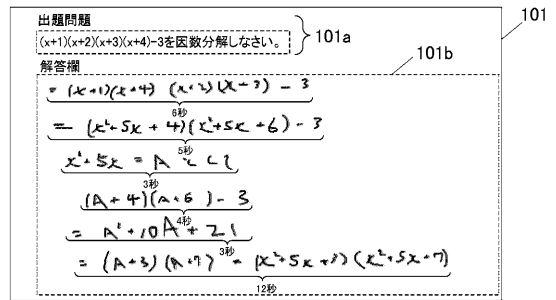 出題問題
101
(x+1)(x+2)(x+3)(x+4)-3を因数分解しなさい。
101a
解答欄
101b
= (x+1)(x+4) (x+2)(x+3) - 3
6秒
= (x²+5x+4)(x²+5x+6) - 3
5秒
x²+5x = A とし
3秒
(A+4)(A+6) - 3
4秒
= A²+10A+21
3秒
= (A+3)(A+7) = (x²+5x+3)(x²+5x+7)
12秒